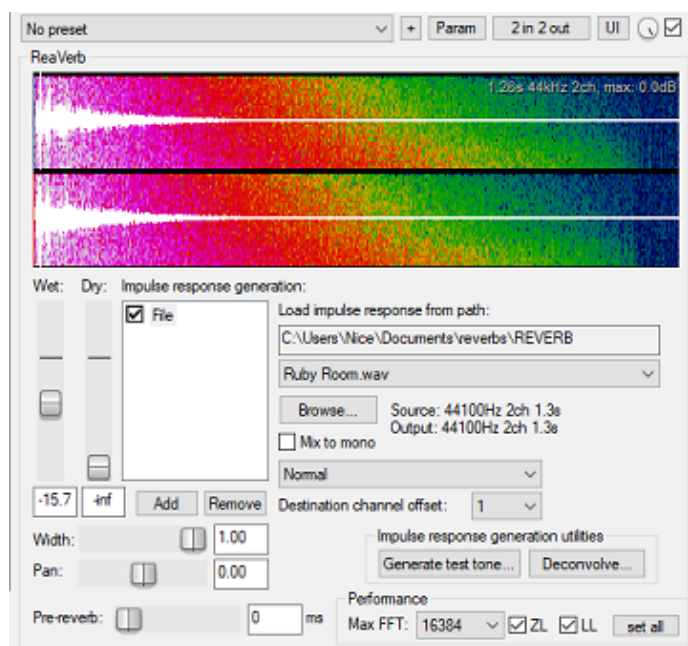 No preset + Param 2 in 2 out UI
ReaVerb
1.26s 44kHz 2ch, max: 0.0dB
Wet: Dry: Impulse response generation:
File
Load impulse response from path:
C:\Users\Nice\Documents\reverbs\REVERB
Ruby Room.wav
Browse... Source: 44100Hz 2ch 1.3s
Output: 44100Hz 2ch 1.3s
Mix to mono
Normal
-15.7 -inf Add Remove Destination channel offset: 1
Width: 1.00
Impulse response generation utilities
Pan: 0.00 Generate test tone... Deconvolve...
Performance
Pre-reverb: 0 ms Max FFT: 16384 ZL LL set all